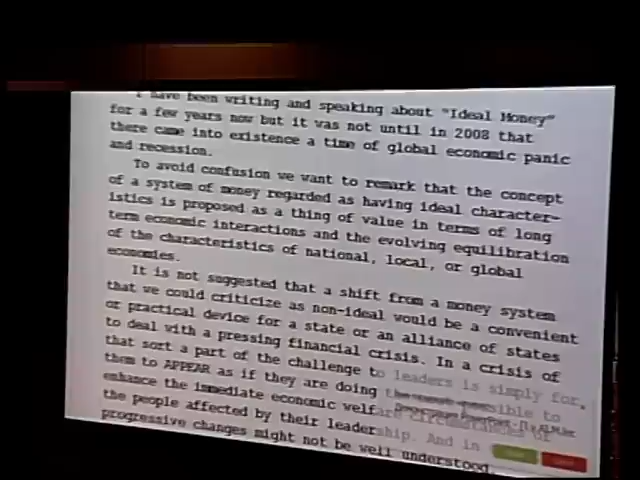 I have been writing and speaking about "Ideal Money"
for a few years now but it was not until in 2008 that
there came into existence a time of global economic panic
and recession.
To avoid confusion we want to remark that the concept
of a system of money regarded as having ideal character-
istics is proposed as a thing of value in terms of long
term economic interactions and the evolving equilibration
of the characteristics of national, local, or global
economies.
It is not suggested that a shift from a money system
that we could criticize as non-ideal would be a convenient
or practical device for a state or an alliance of states
to deal with a pressing financial crisis. In a crisis of
that sort a part of the challenge to leaders is simply for
them to APPEAR as if they are doing
enhance the immediate economic welfare circumstances of
the people affected by their leadership. And in
progressive changes might not be well understood.